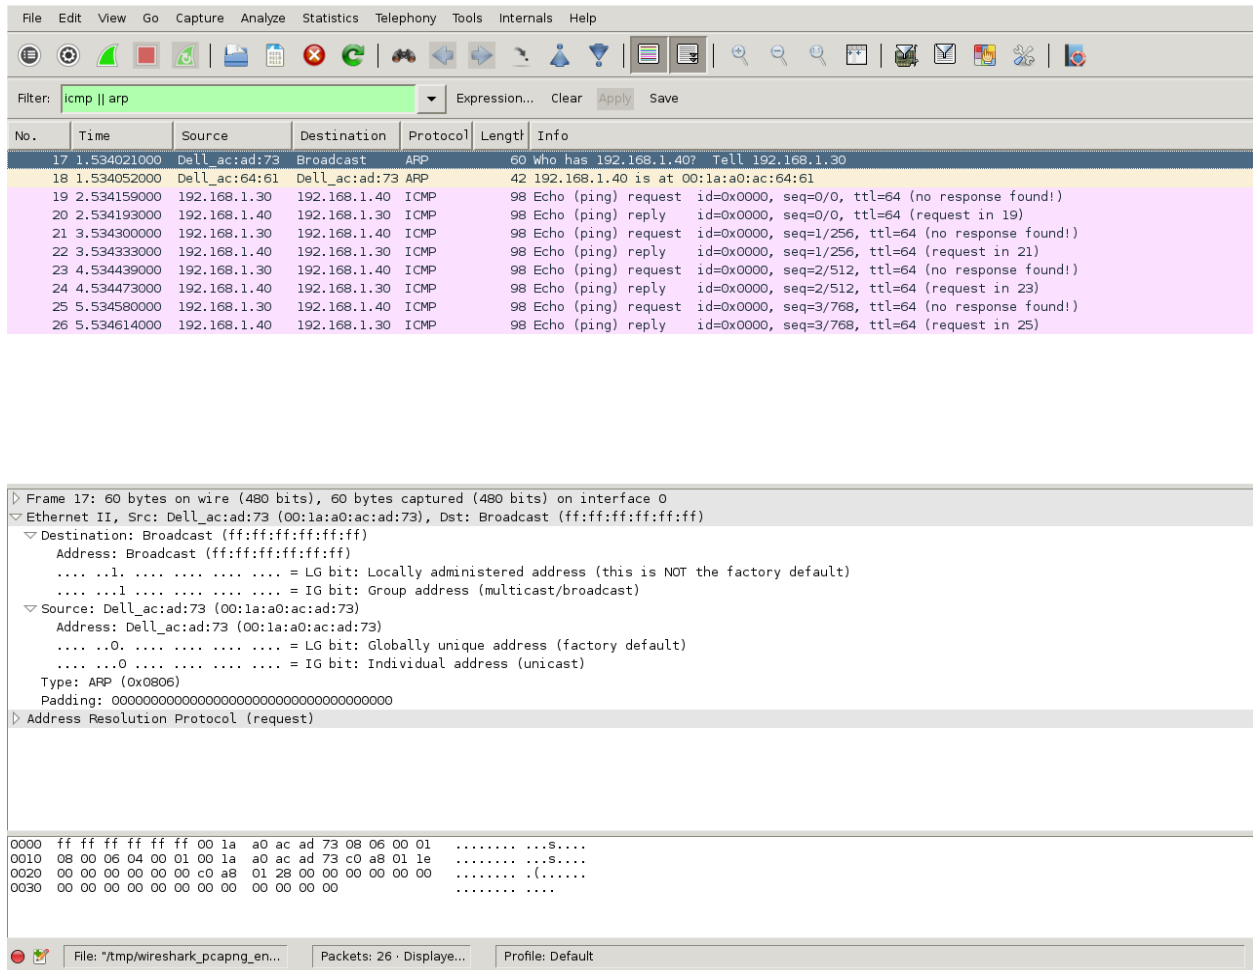 File Edit View Go Capture Analyze Statistics Telephony Tools Internals Help
Filter: icmp || arp Expression... Clear Apply Save
No. Time Source Destination Protocol Length Info
17 1.534021000 Dell_ac:ad:73 Broadcast ARP 60 Who has 192.168.1.40? Tell 192.168.1.30
18 1.534052000 Dell_ac:64:61 Dell_ac:ad:73 ARP 42 192.168.1.40 is at 00:1a:a0:ac:64:61
19 2.534159000 192.168.1.30 192.168.1.40 ICMP 98 Echo (ping) request id=0x0000, seq=0/0, ttl=64 (no response found!)
20 2.534193000 192.168.1.40 192.168.1.30 ICMP 98 Echo (ping) reply id=0x0000, seq=0/0, ttl=64 (request in 19)
21 3.534300000 192.168.1.30 192.168.1.40 ICMP 98 Echo (ping) request id=0x0000, seq=1/256, ttl=64 (no response found!)
22 3.534333000 192.168.1.40 192.168.1.30 ICMP 98 Echo (ping) reply id=0x0000, seq=1/256, ttl=64 (request in 21)
23 4.534439000 192.168.1.30 192.168.1.40 ICMP 98 Echo (ping) request id=0x0000, seq=2/512, ttl=64 (no response found!)
24 4.534473000 192.168.1.40 192.168.1.30 ICMP 98 Echo (ping) reply id=0x0000, seq=2/512, ttl=64 (request in 23)
25 5.534580000 192.168.1.30 192.168.1.40 ICMP 98 Echo (ping) request id=0x0000, seq=3/768, ttl=64 (no response found!)
26 5.534614000 192.168.1.40 192.168.1.30 ICMP 98 Echo (ping) reply id=0x0000, seq=3/768, ttl=64 (request in 25)
Frame 17: 60 bytes on wire (480 bits), 60 bytes captured (480 bits) on interface 0
Ethernet II, Src: Dell_ac:ad:73 (00:1a:a0:ac:ad:73), Dst: Broadcast (ff:ff:ff:ff:ff:ff)
Destination: Broadcast (ff:ff:ff:ff:ff:ff)
Address: Broadcast (ff:ff:ff:ff:ff:ff)
.... ..1. .... .... .... .... = LG bit: Locally administered address (this is NOT the factory default)
.... ...1 .... .... .... .... = IG bit: Group address (multicast/broadcast)
Source: Dell_ac:ad:73 (00:1a:a0:ac:ad:73)
Address: Dell_ac:ad:73 (00:1a:a0:ac:ad:73)
.... ..0. .... .... .... .... = LG bit: Globally unique address (factory default)
.... ...0 .... .... .... .... = IG bit: Individual address (unicast)
Type: ARP (0x0806)
Padding: 000000000000000000000000000000000000
Address Resolution Protocol (request)
0000 ff ff ff ff ff ff 00 1a a0 ac ad 73 08 06 00 01 ........ ...s....
0010 08 00 06 04 00 01 00 1a a0 ac ad 73 c0 a8 01 1e ........ ...s....
0020 00 00 00 00 00 00 c0 a8 01 28 00 00 00 00 00 00 ........ .(......
0030 00 00 00 00 00 00 00 00 00 00 00 00 ........ ....
File: "/tmp/wireshark_pcapng_en... Packets: 26 · Displaye... Profile: Default